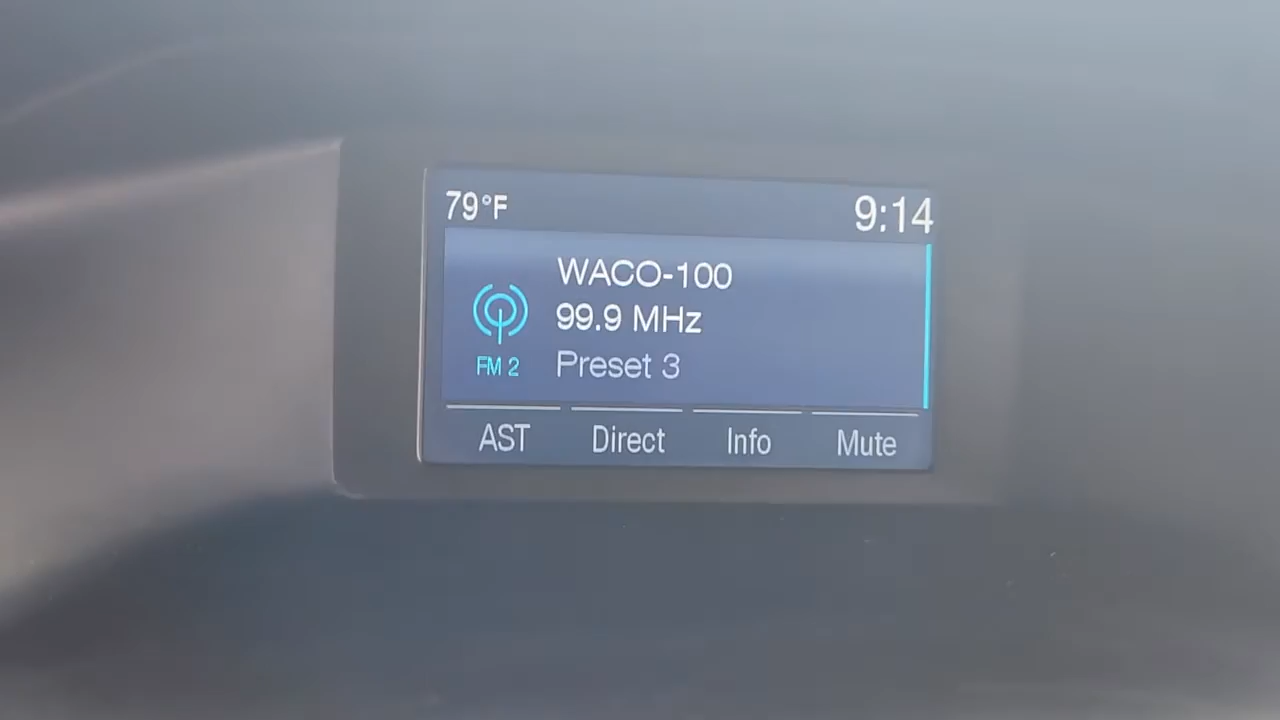 79°F
9:14
WACO-100
99.9 MHz
FM 2
Preset 3
AST
Direct
Info
Mute